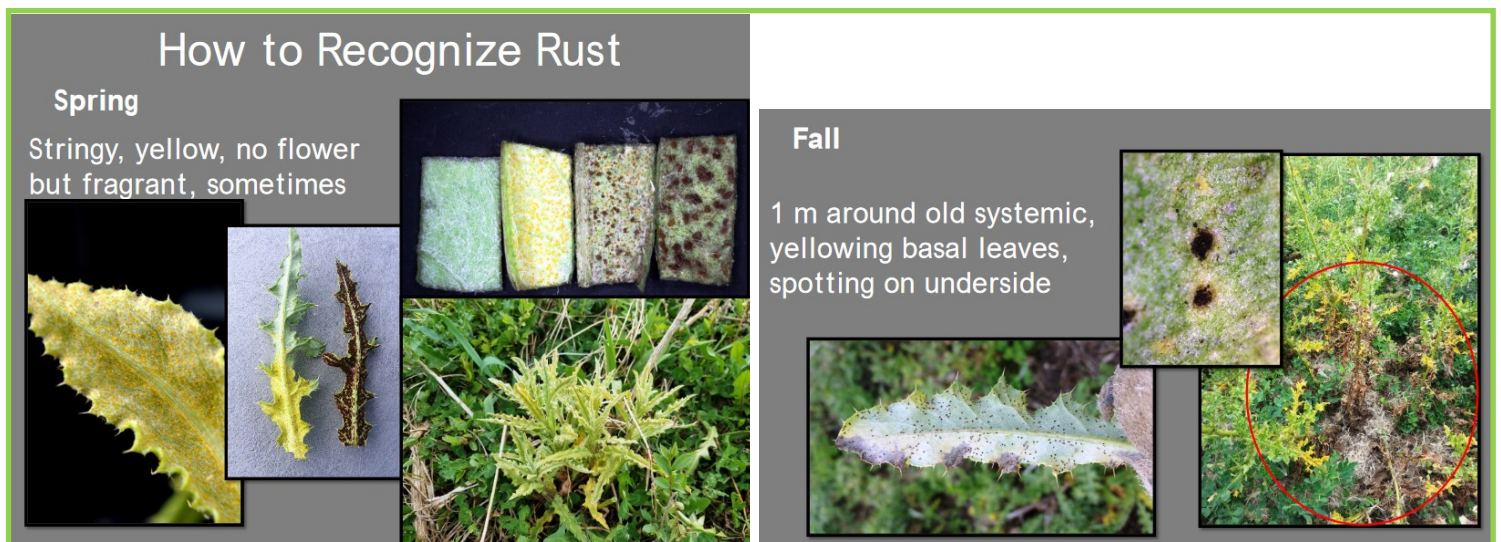 How to Recognize Rust
Spring
Stringy, yellow, no flower
but fragrant, sometimes
Fall
1 m around old systemic,
yellowing basal leaves,
spotting on underside